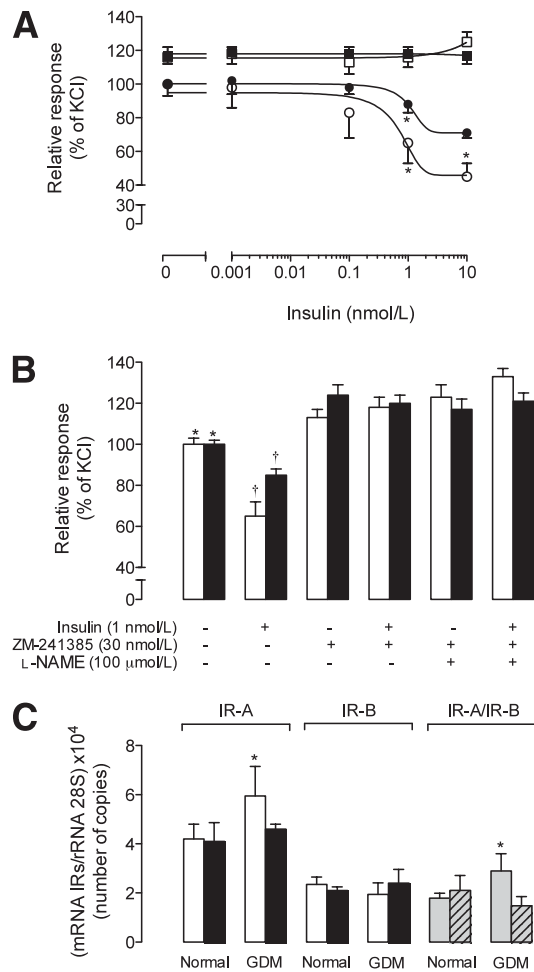 A
Relative response
(% of KCl)
140
120
100
80
60
40
30
0
*
*
*
*
0
0.001
0.01
0.1
1
10
Insulin (nmol/L)
B
Relative response
(% of KCl)
140
120
100
80
60
40
0
* *
† †
Insulin (1 nmol/L) - + - + - +
ZM-241385 (30 nmol/L) - - + + + +
L-NAME (100 µmol/L) - - - - + +
C
IR-A IR-B IR-A/IR-B
(mRNA IRs/rRNA 28S) x10⁴
(number of copies)
8
6
4
2
0
*
*
Normal GDM Normal GDM Normal GDM